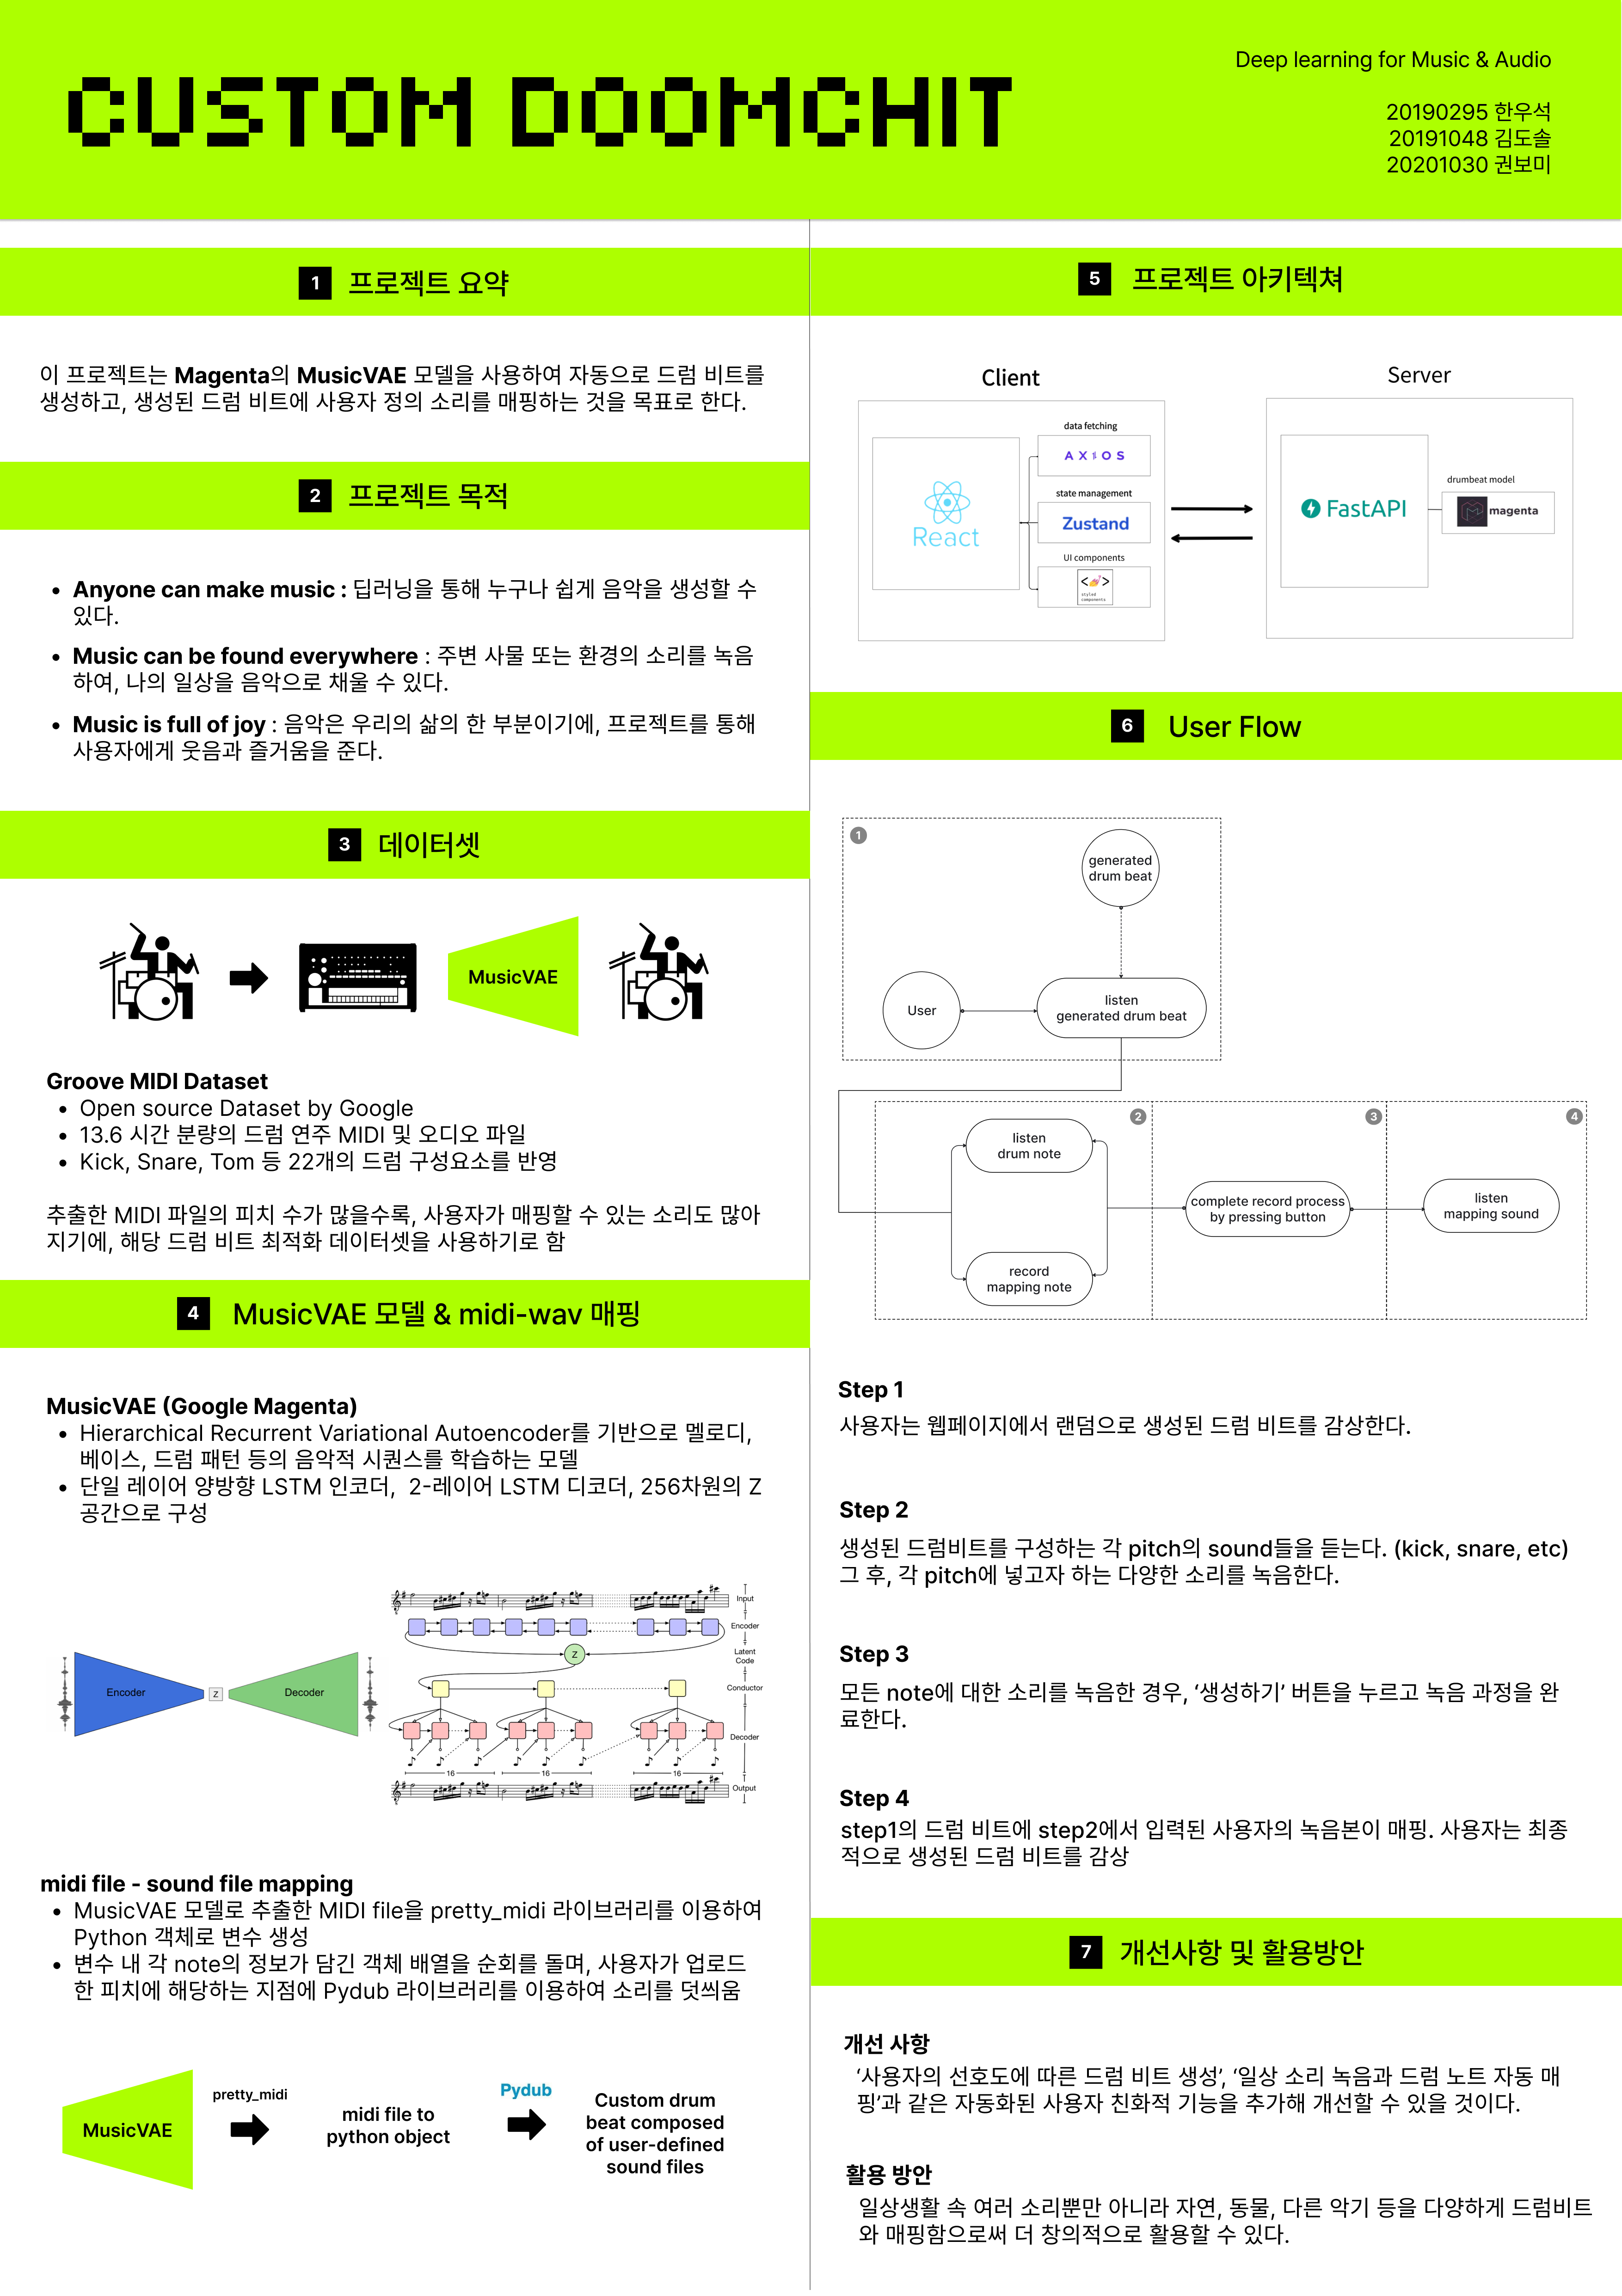 CUSTOM DOOMCHIT
Deep learning for Music & Audio
20190295 한우석
20191048 김도솔
20201030 권보미
1 프로젝트 요약
이 프로젝트는 Magenta의 MusicVAE 모델을 사용하여 자동으로 드럼 비트를
생성하고, 생성된 드럼 비트에 사용자 정의 소리를 매핑하는 것을 목표로 한다.
2 프로젝트 목적
• Anyone can make music : 딥러닝을 통해 누구나 쉽게 음악을 생성할 수
있다.
• Music can be found everywhere : 주변 사물 또는 환경의 소리를 녹음
하여, 나의 일상을 음악으로 채울 수 있다.
• Music is full of joy : 음악은 우리의 삶의 한 부분이기에, 프로젝트를 통해
사용자에게 웃음과 즐거움을 준다.
3 데이터셋
MusicVAE
Groove MIDI Dataset
• Open source Dataset by Google
• 13.6 시간 분량의 드럼 연주 MIDI 및 오디오 파일
• Kick, Snare, Tom 등 22개의 드럼 구성요소를 반영
추출한 MIDI 파일의 피치 수가 많을수록, 사용자가 매핑할 수 있는 소리도 많아
지기에, 해당 드럼 비트 최적화 데이터셋을 사용하기로 함
4 MusicVAE 모델 & midi-wav 매핑
MusicVAE (Google Magenta)
• Hierarchical Recurrent Variational Autoencoder를 기반으로 멜로디,
베이스, 드럼 패턴 등의 음악적 시퀀스를 학습하는 모델
• 단일 레이어 양방향 LSTM 인코더, 2-레이어 LSTM 디코더, 256차원의 Z
공간으로 구성
Encoder
Z
Decoder
Input
Encoder
Z
Latent
Code
Conductor
Decoder
16
16
16
Output
midi file - sound file mapping
• MusicVAE 모델로 추출한 MIDI file을 pretty_midi 라이브러리를 이용하여
Python 객체로 변수 생성
• 변수 내 각 note의 정보가 담긴 객체 배열을 순회를 돌며, 사용자가 업로드
한 피치에 해당하는 지점에 Pydub 라이브러리를 이용하여 소리를 덧씌움
MusicVAE
pretty_midi
midi file to
python object
Pydub
Custom drum
beat composed
of user-defined
sound files
5 프로젝트 아키텍쳐
Client
React
data fetching
AXIOS
state management
Zustand
UI components
styled
components
Server
FastAPI
drumbeat model
magenta
6 User Flow
1
generated
drum beat
User
listen
generated drum beat
2
listen
drum note
record
mapping note
3
complete record process
by pressing button
4
listen
mapping sound
Step 1
사용자는 웹페이지에서 랜덤으로 생성된 드럼 비트를 감상한다.
Step 2
생성된 드럼비트를 구성하는 각 pitch의 sound들을 듣는다. (kick, snare, etc)
그 후, 각 pitch에 넣고자 하는 다양한 소리를 녹음한다.
Step 3
모든 note에 대한 소리를 녹음한 경우, ‘생성하기’ 버튼을 누르고 녹음 과정을 완
료한다.
Step 4
step1의 드럼 비트에 step2에서 입력된 사용자의 녹음본이 매핑. 사용자는 최종
적으로 생성된 드럼 비트를 감상
7 개선사항 및 활용방안
개선 사항
‘사용자의 선호도에 따른 드럼 비트 생성’, ‘일상 소리 녹음과 드럼 노트 자동 매
핑’과 같은 자동화된 사용자 친화적 기능을 추가해 개선할 수 있을 것이다.
활용 방안
일상생활 속 여러 소리뿐만 아니라 자연, 동물, 다른 악기 등을 다양하게 드럼비트
와 매핑함으로써 더 창의적으로 활용할 수 있다.